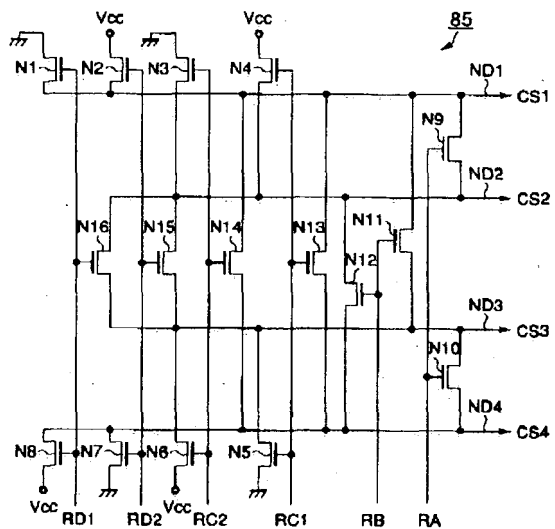 85
Vcc
Vcc
N1
N2
N3
N4
ND1
CS1
N9
ND2
CS2
N16
N15
N14
N13
N11
N12
ND3
CS3
N10
ND4
CS4
N8
N7
N6
N5
Vcc
Vcc
RD1
RD2
RC2
RC1
RB
RA